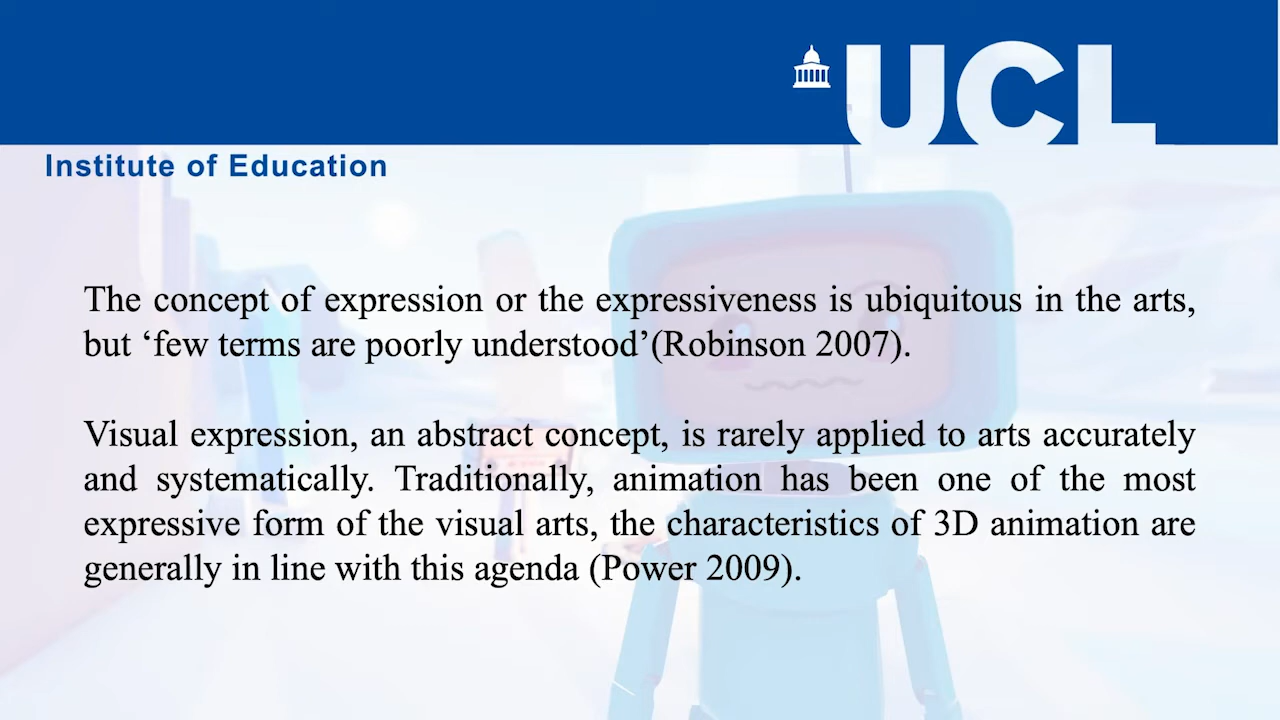 UCL
Institute of Education
The concept of expression or the expressiveness is ubiquitous in the arts,
but ‘few terms are poorly understood’(Robinson 2007).
Visual expression, an abstract concept, is rarely applied to arts accurately
and systematically. Traditionally, animation has been one of the most
expressive form of the visual arts, the characteristics of 3D animation are
generally in line with this agenda (Power 2009).